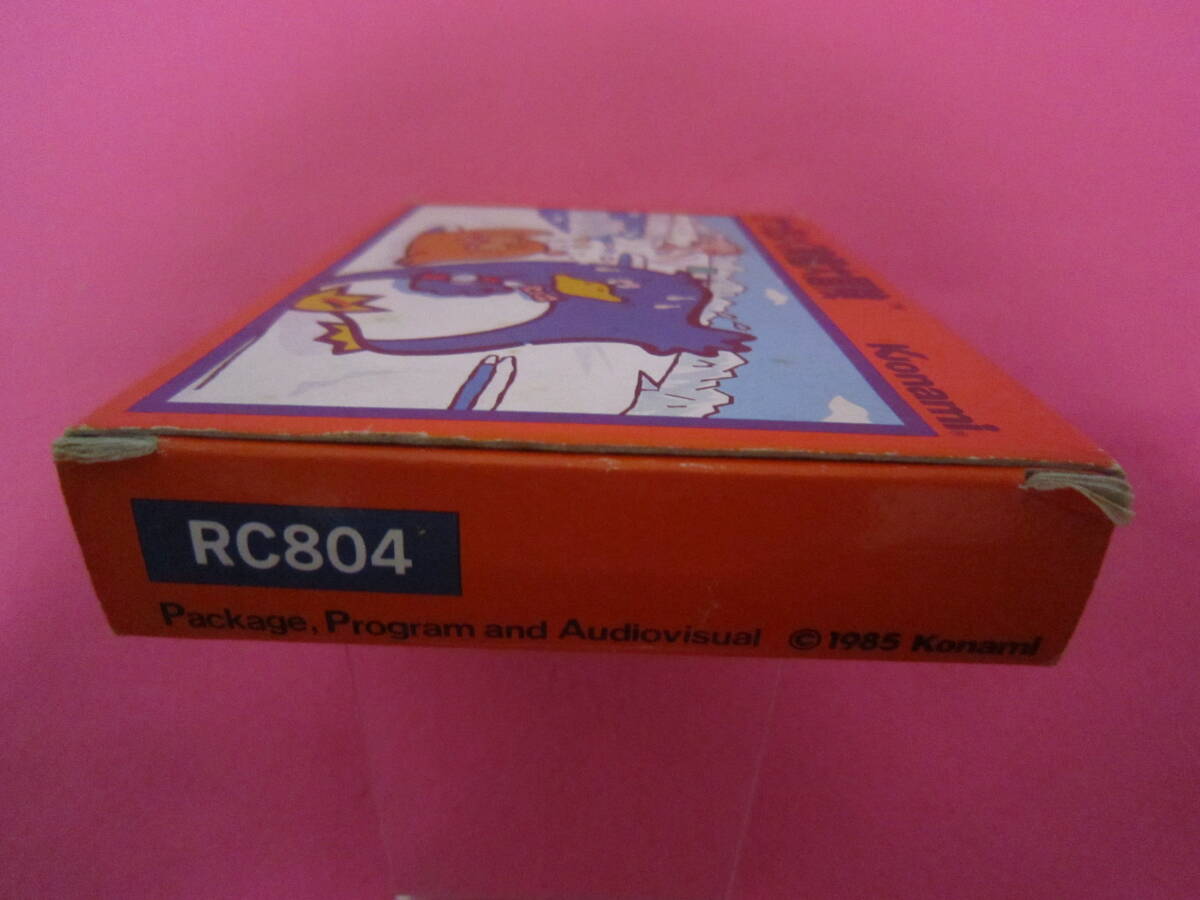 Konami
RC804
Package, Program and Audiovisual © 1985 Konami